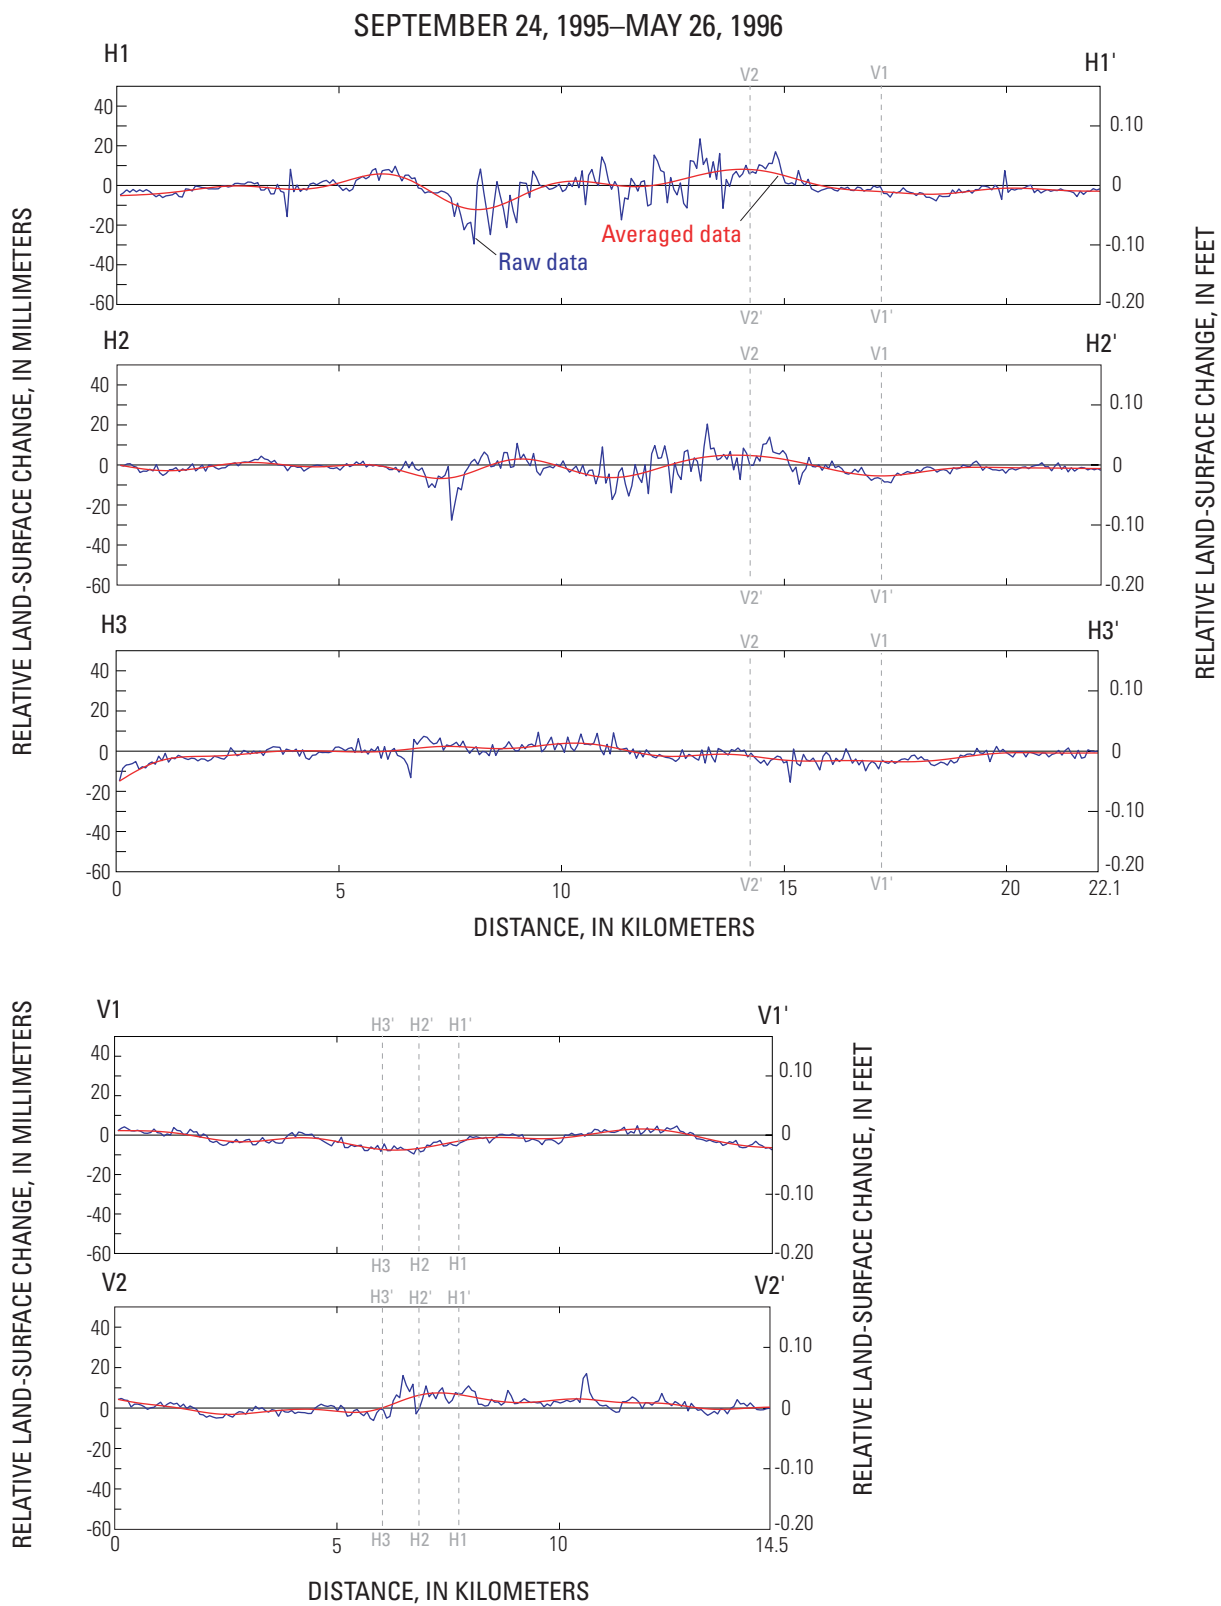 SEPTEMBER 24, 1995–MAY 26, 1996
H1
H1'
V2
V1
40
20
0
-20
-40
-60
0.10
0
-0.10
-0.20
Averaged data
Raw data
V2'
V1'
H2
H2'
V2
V1
40
20
0
-20
-40
-60
0.10
0
-0.10
-0.20
V2'
V1'
H3
H3'
V2
V1
40
20
0
-20
-40
-60
0.10
0
-0.10
-0.20
0
5
10
V2'
15
V1'
20
22.1
DISTANCE, IN KILOMETERS
RELATIVE LAND-SURFACE CHANGE, IN MILLIMETERS
RELATIVE LAND-SURFACE CHANGE, IN FEET
V1
V1'
H3'
H2'
H1'
40
20
0
-20
-40
-60
0.10
0
-0.10
-0.20
H3
H2
H1
V2
V2'
H3'
H2'
H1'
40
20
0
-20
-40
-60
0.10
0
-0.10
-0.20
0
5
H3
H2
H1
10
14.5
DISTANCE, IN KILOMETERS
RELATIVE LAND-SURFACE CHANGE, IN MILLIMETERS
RELATIVE LAND-SURFACE CHANGE, IN FEET